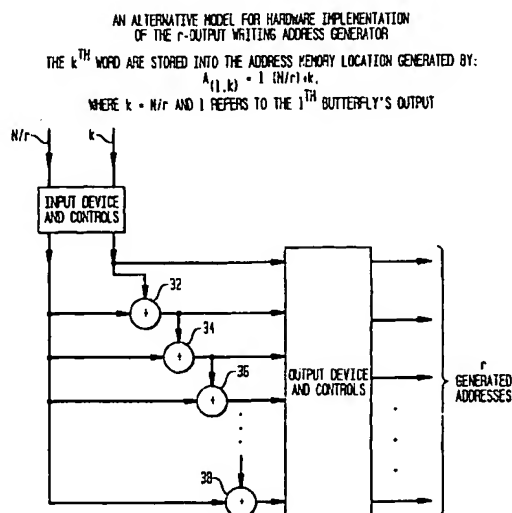 AN ALTERNATIVE MODEL FOR HARDWARE IMPLEMENTATION
OF THE r-OUTPUT WRITING ADDRESS GENERATOR
THE kTH WORD ARE STORED INTO THE ADDRESS MEMORY LOCATION GENERATED BY:
A(l,k) = l (N/r)+k,
WHERE k = N/r AND l REFERS TO THE lTH BUTTERFLY'S OUTPUT
N/r k
INPUT DEVICE
AND CONTROLS
32
+
34
+
36
+
OUTPUT DEVICE
AND CONTROLS
r
GENERATED
ADDRESSES
38
+